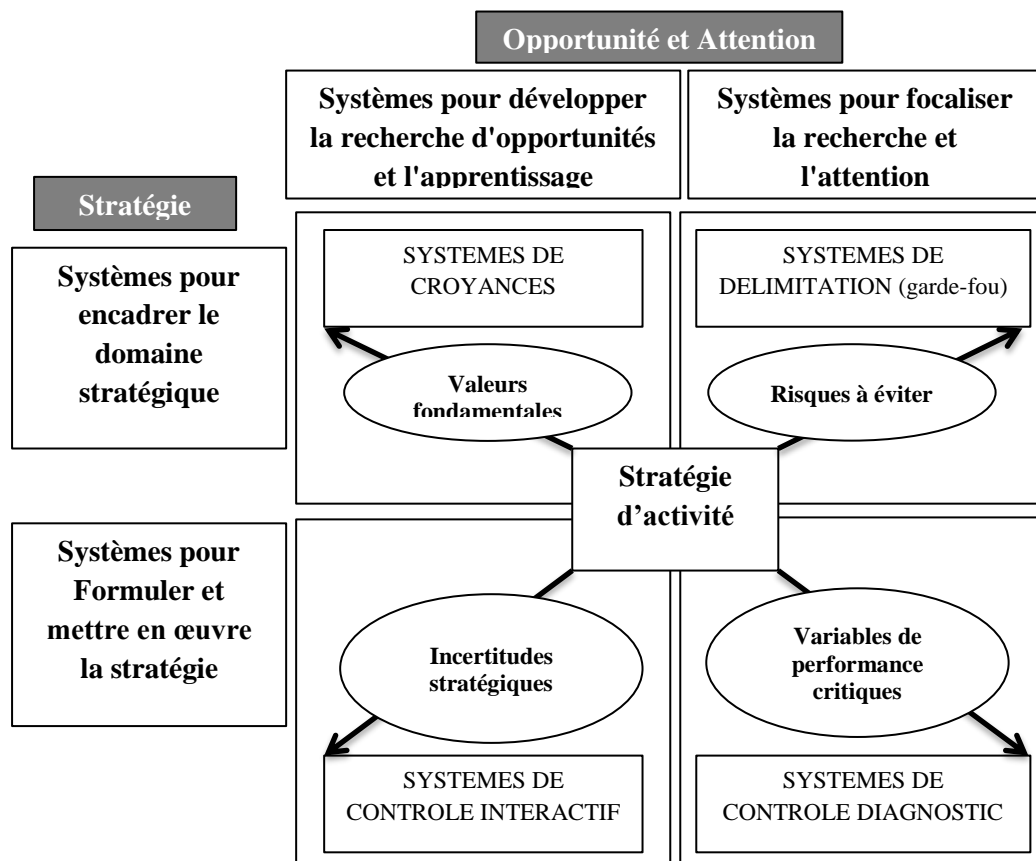 Opportunité et Attention
Systèmes pour développer
la recherche d'opportunités
et l'apprentissage
Systèmes pour focaliser
la recherche et
l'attention
Stratégie
Systèmes pour
encadrer le
domaine
stratégique
SYSTEMES DE
CROYANCES
SYSTEMES DE
DELIMITATION (garde-fou)
Valeurs
fondamentales
Risques à éviter
Stratégie
d’activité
Systèmes pour
Formuler et
mettre en œuvre
la stratégie
Incertitudes
stratégiques
Variables de
performance
critiques
SYSTEMES DE
CONTROLE INTERACTIF
SYSTEMES DE
CONTROLE DIAGNOSTIC